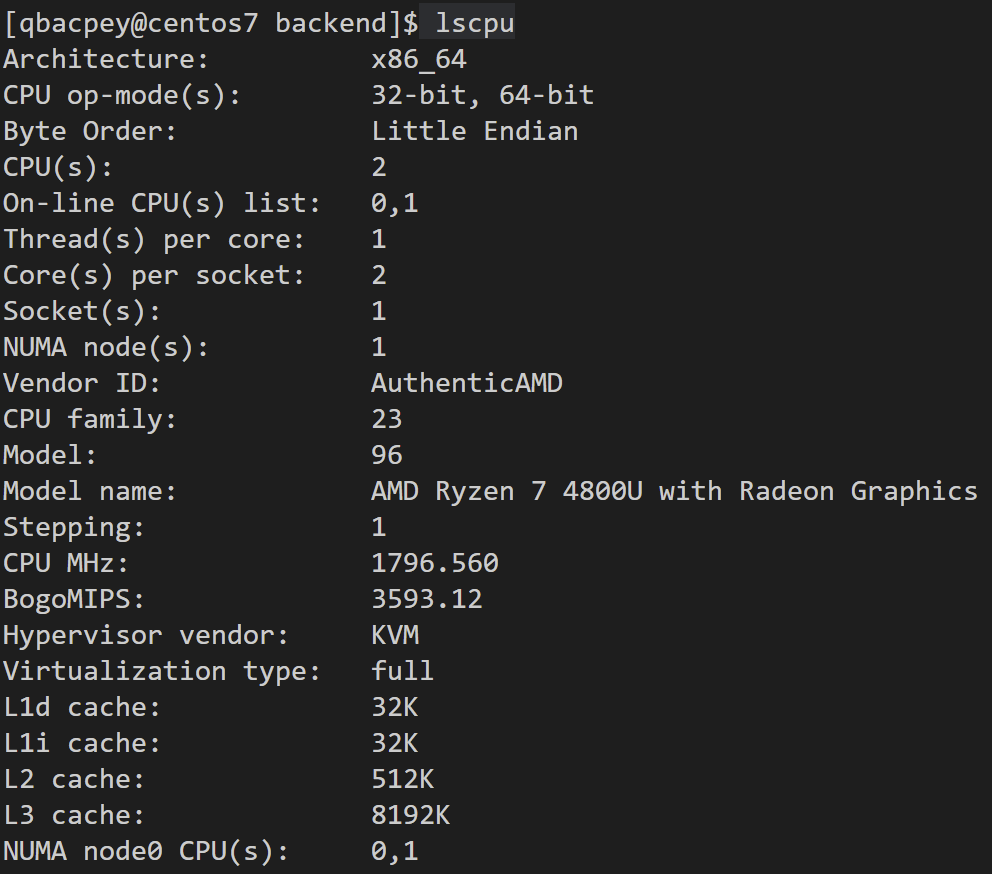 [qbacpey@centos7 backend]$ lscpu
Architecture:          x86_64
CPU op-mode(s):        32-bit, 64-bit
Byte Order:            Little Endian
CPU(s):                2
On-line CPU(s) list:   0,1
Thread(s) per core:    1
Core(s) per socket:    2
Socket(s):             1
NUMA node(s):          1
Vendor ID:             AuthenticAMD
CPU family:            23
Model:                 96
Model name:            AMD Ryzen 7 4800U with Radeon Graphics
Stepping:              1
CPU MHz:               1796.560
BogoMIPS:              3593.12
Hypervisor vendor:     KVM
Virtualization type:   full
L1d cache:             32K
L1i cache:             32K
L2 cache:              512K
L3 cache:              8192K
NUMA node0 CPU(s):     0,1